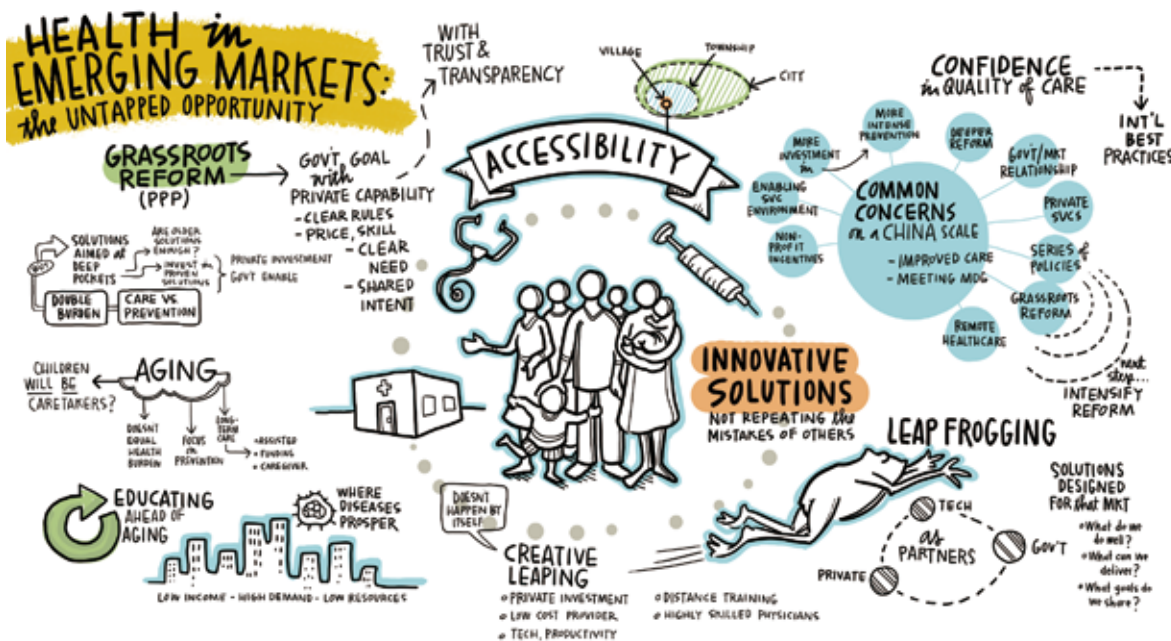 HEALTH in
EMERGING MARKETS:
the UNTAPPED OPPORTUNITY
GRASSROOTS
REFORM
(PPP)
GOV'T. GOAL
with
PRIVATE CAPABILITY
- CLEAR RULES
- PRICE, SKILL
- CLEAR
NEED
- SHARED
INTENT
WITH
TRUST &
TRANSPARENCY
SOLUTIONS
AIMED at
DEEP
POCKETS
ARE OLDER
SOLUTIONS
ENOUGH?
INVEST in
PROVEN
SOLUTIONS
PRIVATE INVESTMENT
GOV'T ENABLE
BUT
DOUBLE
BURDEN
CARE VS.
PREVENTION
CHILDREN
WILL BE
CARETAKERS?
AGING
DOESN'T
EQUAL
HEALTH
BURDEN
FOCUS
on
PREVENTION
LONG-
TERM CARE
• ASSISTED
• FUNDING
• CAREGIVER
EDUCATING
AHEAD OF
AGING
WHERE
DISEASES
PROSPER
LOW INCOME - HIGH DEMAND - LOW RESOURCES
VILLAGE
TOWNSHIP
CITY
ACCESSIBILITY
INNOVATIVE
SOLUTIONS
NOT REPEATING the
MISTAKES OF OTHERS
DOESN'T
HAPPEN BY
ITSELF
CREATIVE
LEAPING
• PRIVATE INVESTMENT
• LOW COST PROVIDER
• TECH, PRODUCTIVITY
• DISTANCE TRAINING
• HIGHLY SKILLED PHYSICIANS
CONFIDENCE
in QUALITY of CARE
INT'L
BEST
PRACTICES
COMMON
CONCERNS
on a CHINA SCALE
- IMPROVED CARE
- MEETING MDG
NON-
PROFIT
INCENTIVES
ENABLING
SVC
ENVIRONMENT
MORE
INVESTMENT
in
MORE
INTENSE
PREVENTION
DEEPER
REFORM
GOV'T/MKT
RELATIONSHIP
PRIVATE
SVCS
SERIES of
POLICIES
GRASSROOTS
REFORM
REMOTE
HEALTHCARE
next
step...
INTENSIFY
REFORM
LEAP FROGGING
TECH
as
PARTNERS
GOV'T
PRIVATE
SOLUTIONS
DESIGNED
FOR that MKT
• What do we
do well?
• What can we
deliver?
• What goals do
we share?